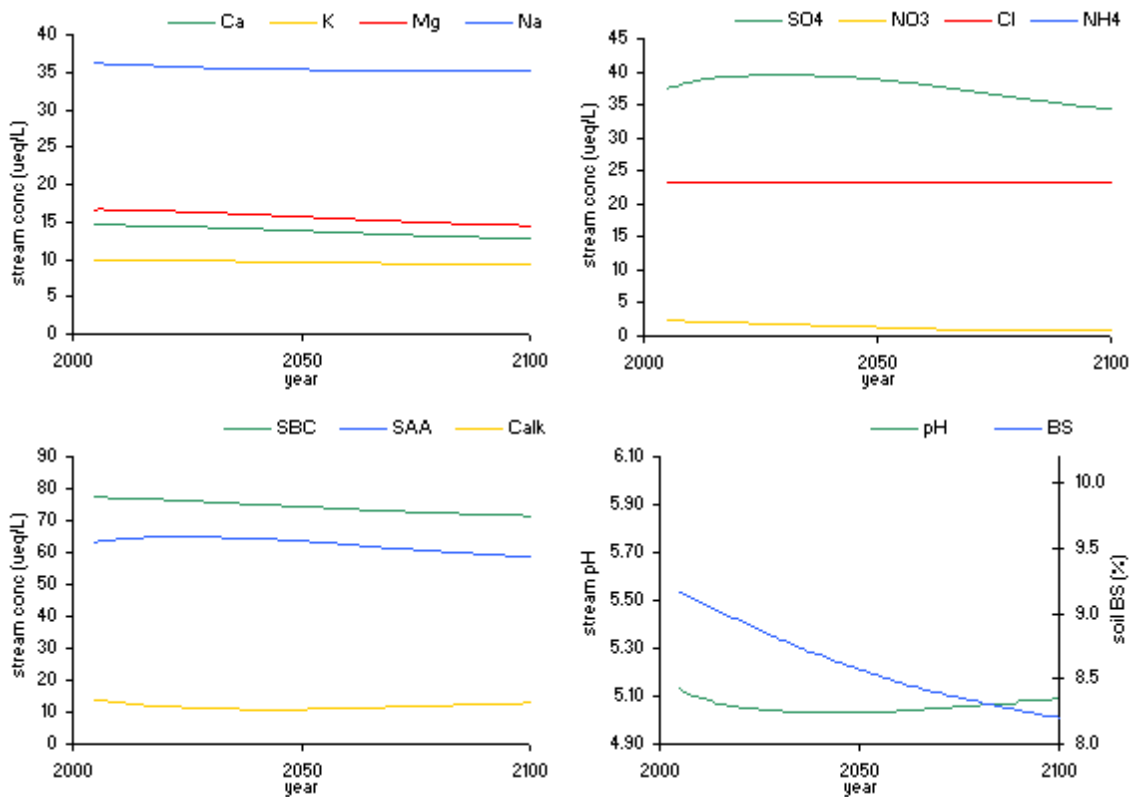 Ca K Mg Na
40
35
30
25
20
15
10
5
0
stream conc (ueq/L)
2000 2050 2100
year
SO4 NO3 Cl NH4
45
40
35
30
25
20
15
10
5
0
stream conc (ueq/L)
2000 2050 2100
year
SBC SAA Calk
90
80
70
60
50
40
30
20
10
0
stream conc (ueq/L)
2000 2050 2100
year
pH BS
6.10
5.90
5.70
5.50
5.30
5.10
4.90
stream pH
10.0
9.5
9.0
8.5
8.0
soil BS (%)
2000 2050 2100
year